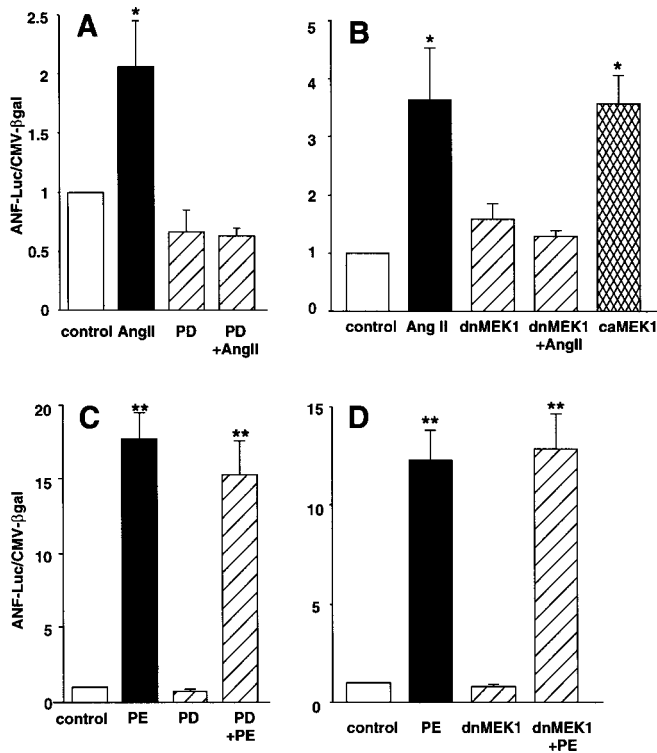 A
ANF-Luc/CMV-βgal
2.5
2
1.5
1
0.5
0
*
control AngII PD PD
+AngII
B
5
4
3
2
1
0
*
*
control Ang II dnMEK1 dnMEK1 caMEK1
+AngII
C
ANF-Luc/CMV-βgal
20
15
10
5
0
**
**
control PE PD PD
+PE
D
15
10
5
0
**
**
control PE dnMEK1 dnMEK1
+PE